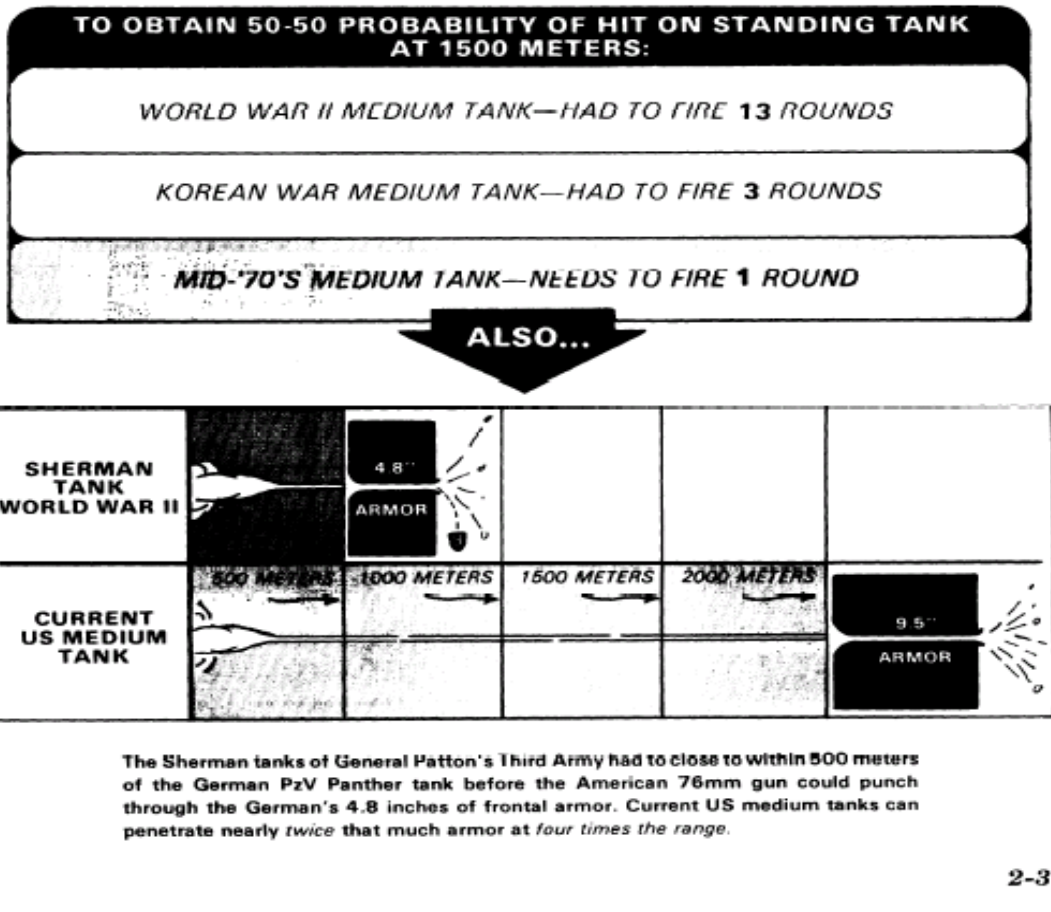 TO OBTAIN 50-50 PROBABILITY OF HIT ON STANDING TANK
AT 1500 METERS:
WORLD WAR II MEDIUM TANK—HAD TO FIRE 13 ROUNDS
KOREAN WAR MEDIUM TANK—HAD TO FIRE 3 ROUNDS
MID-'70'S MEDIUM TANK—NEEDS TO FIRE 1 ROUND
ALSO...
SHERMAN
TANK
WORLD WAR II
4.8"
ARMOR
500 METERS 1000 METERS 1500 METERS 2000 METERS
CURRENT
US MEDIUM
TANK
9.5"
ARMOR
The Sherman tanks of General Patton's Third Army had to close to within 500 meters
of the German PzV Panther tank before the American 76mm gun could punch
through the German's 4.8 inches of frontal armor. Current US medium tanks can
penetrate nearly twice that much armor at four times the range.
2-3